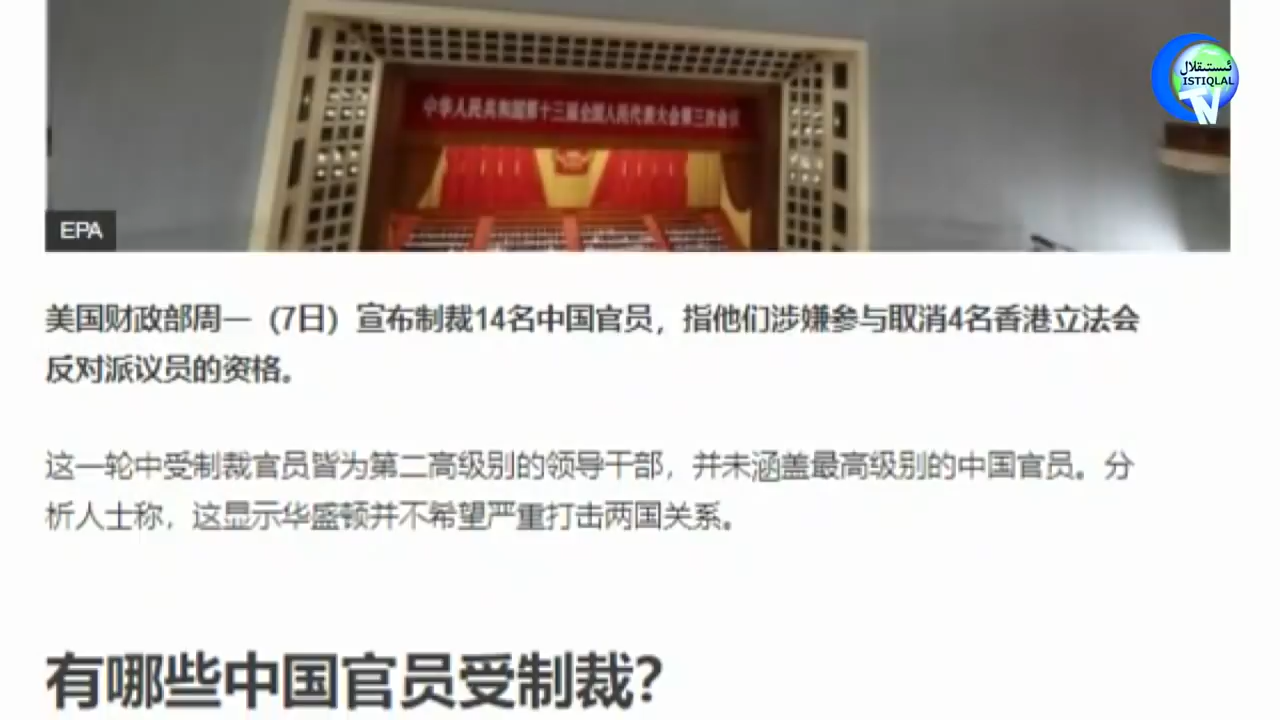 中华人民共和国第十三届全国人民代表大会第三次会议
ئىستىقلال
ISTIQLAL
TV
EPA
美国财政部周一（7日）宣布制裁14名中国官员，指他们涉嫌参与取消4名香港立法会
反对派议员的资格。
这一轮中受制裁官员皆为第二高级别的领导干部，并未涵盖最高级别的中国官员。分
析人士称，这显示华盛顿并不希望严重打击两国关系。
有哪些中国官员受制裁？